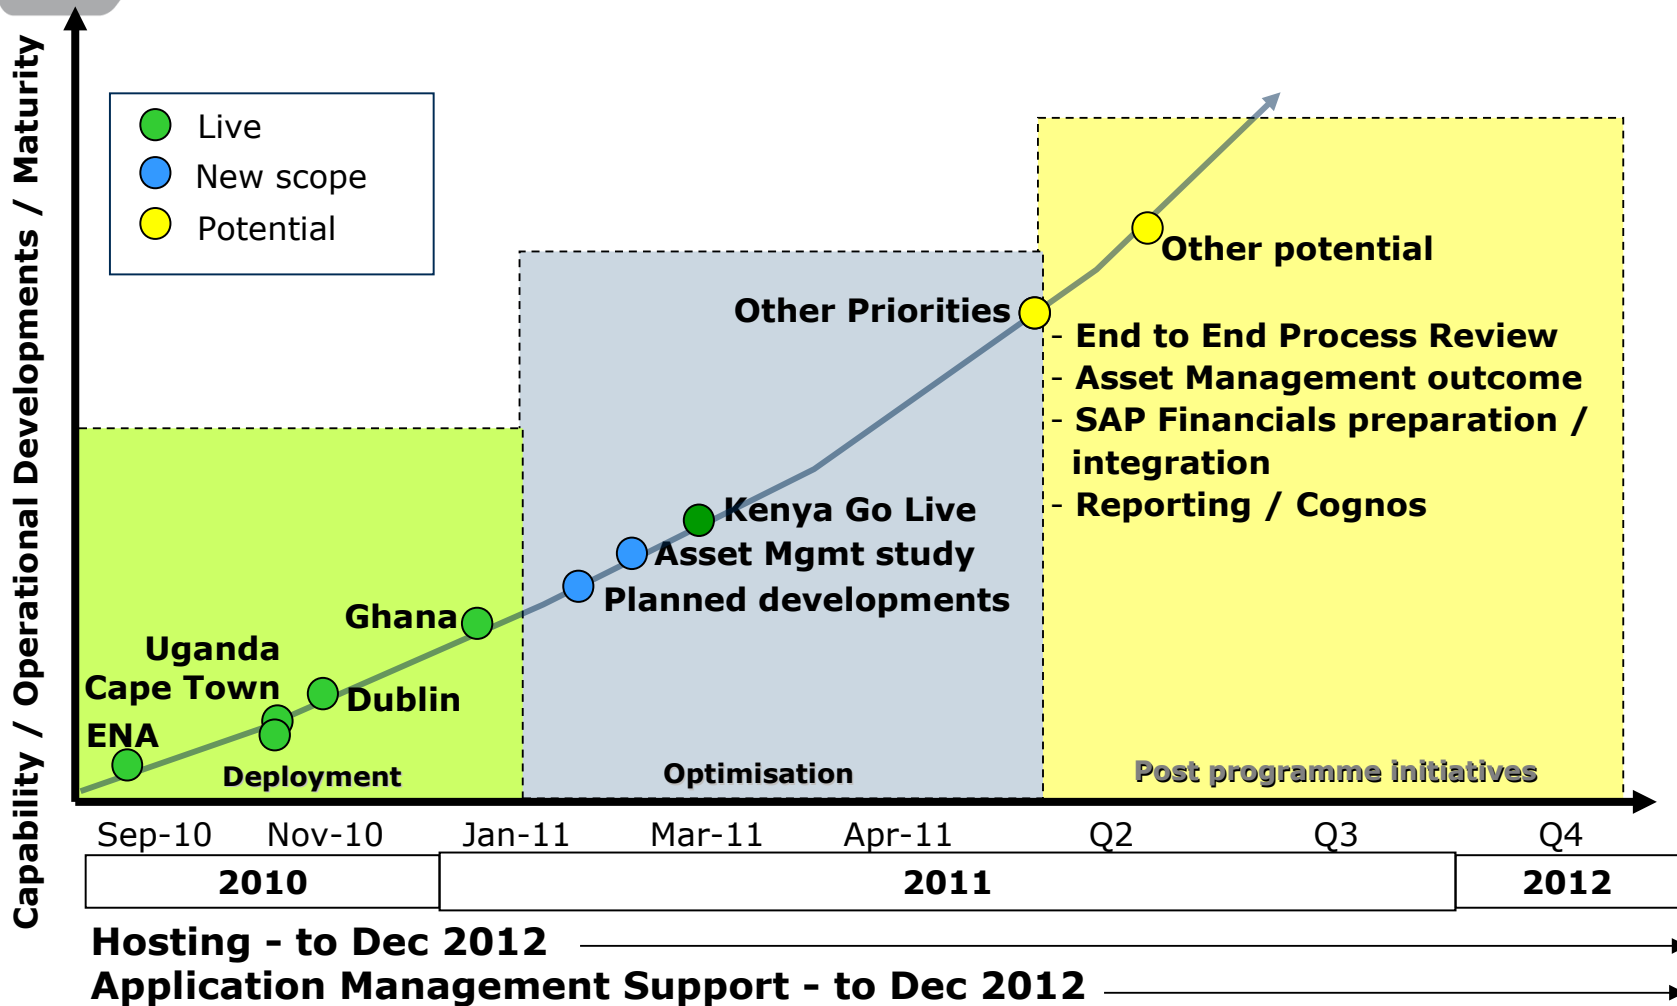 Capability / Operational Developments / Maturity
Live
New scope
Potential
Other potential
Other Priorities
- End to End Process Review
- Asset Management outcome
- SAP Financials preparation /
integration
- Reporting / Cognos
Kenya Go Live
Asset Mgmt study
Planned developments
Ghana
Uganda
Cape Town
Dublin
ENA
Deployment
Optimisation
Post programme initiatives
Sep-10 Nov-10 Jan-11 Mar-11 Apr-11 Q2 Q3 Q4
2010 2011 2012
Hosting - to Dec 2012
Application Management Support - to Dec 2012